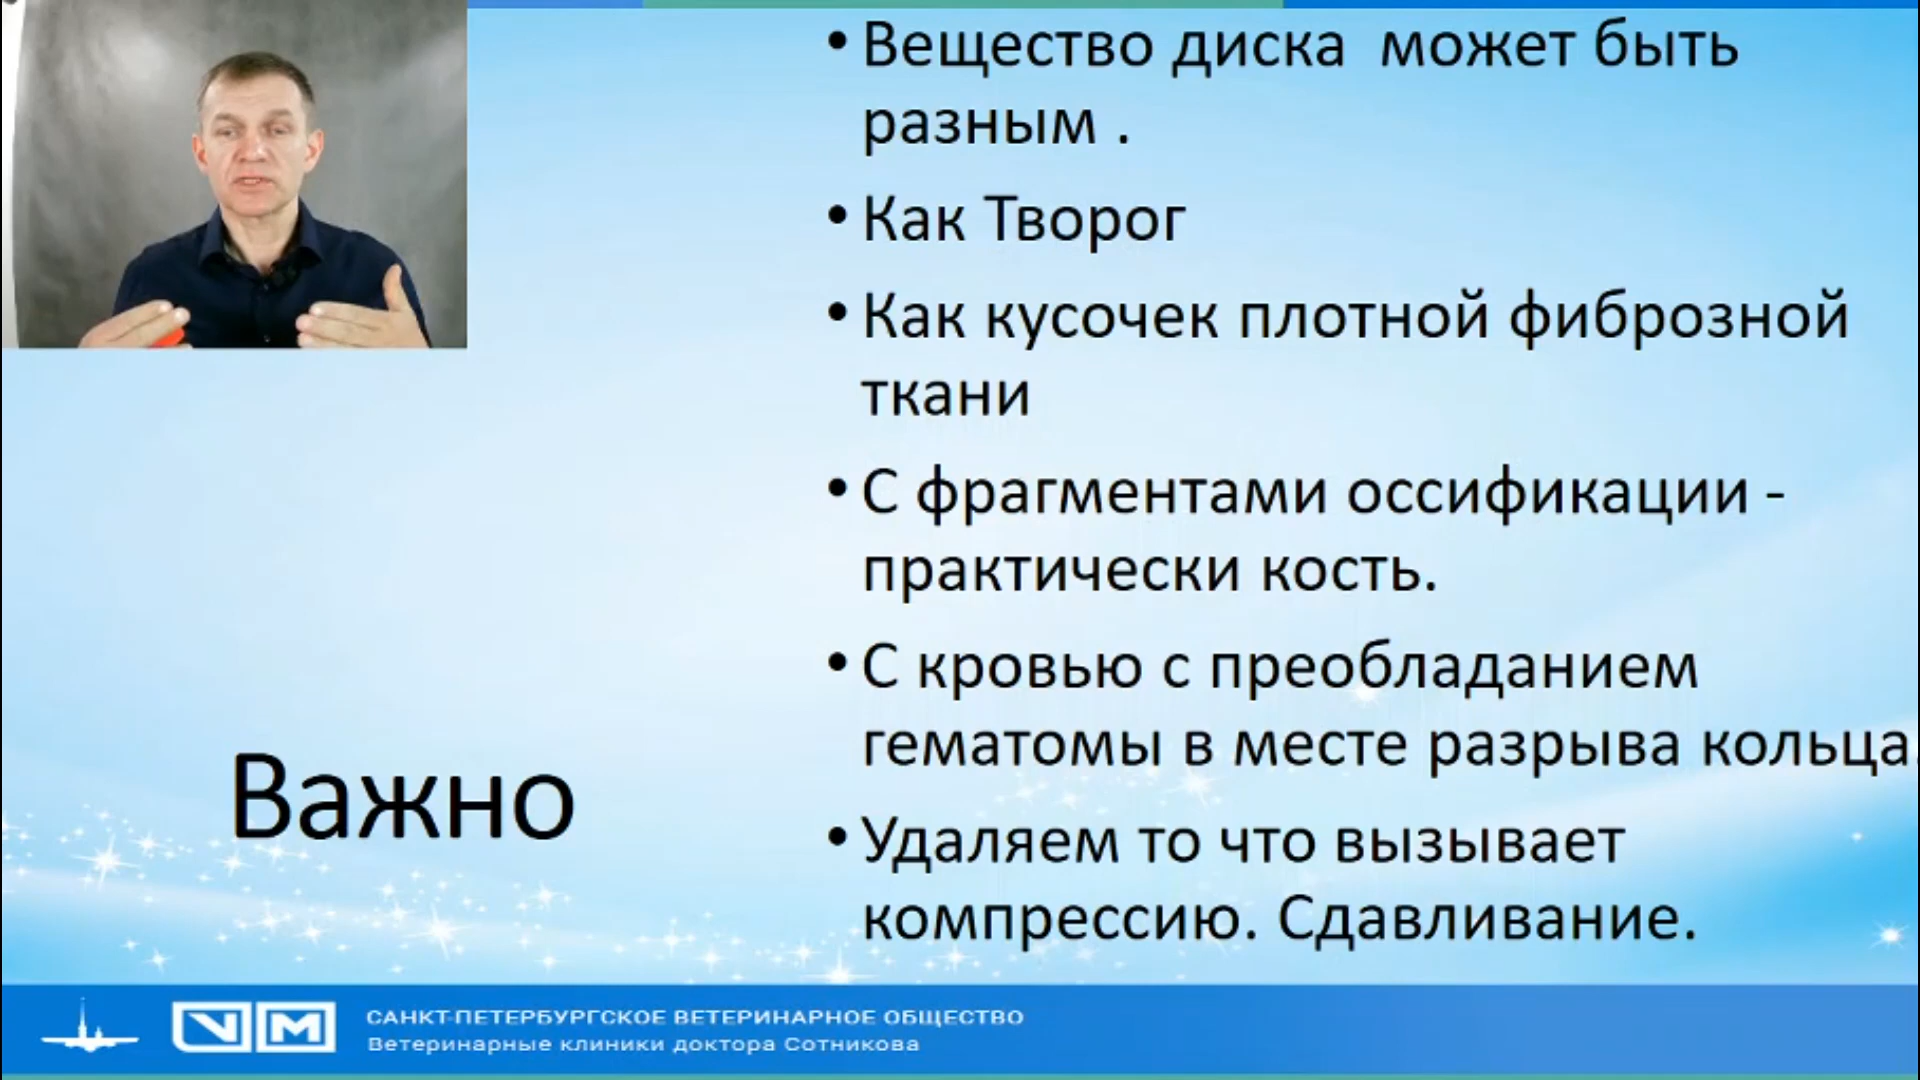 • Вещество диска может быть
разным .
• Как Творог
• Как кусочек плотной фиброзной
ткани
• С фрагментами оссификации -
практически кость.
• С кровью с преобладанием
гематомы в месте разрыва кольца.
• Удаляем то что вызывает
компрессию. Сдавливание.
Важно
VM
САНКТ-ПЕТЕРБУРГСКОЕ ВЕТЕРИНАРНОЕ ОБЩЕСТВО
Ветеринарные клиники доктора Сотникова